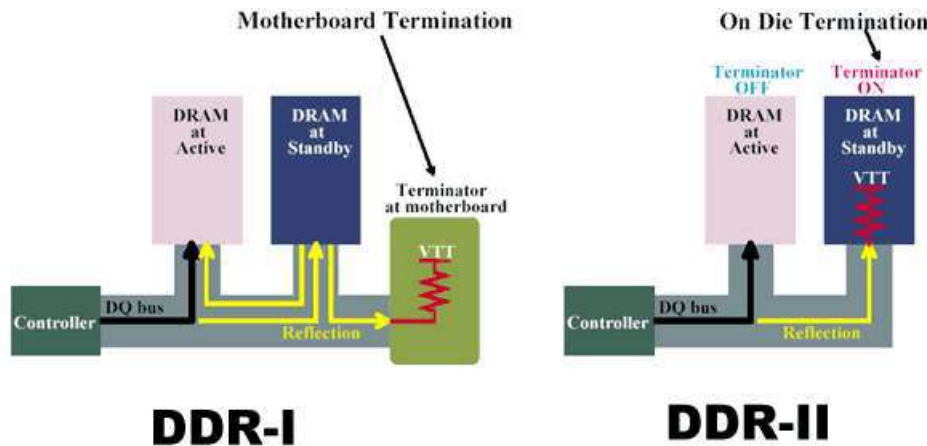 Motherboard Termination
DRAM
at
Active
DRAM
at
Standby
Terminator
at motherboard
VTT
Controller
DQ bus
Reflection
DDR-I
On Die Termination
Terminator
OFF
Terminator
ON
DRAM
at
Active
DRAM
at
Standby
VTT
Controller
DQ bus
Reflection
DDR-II